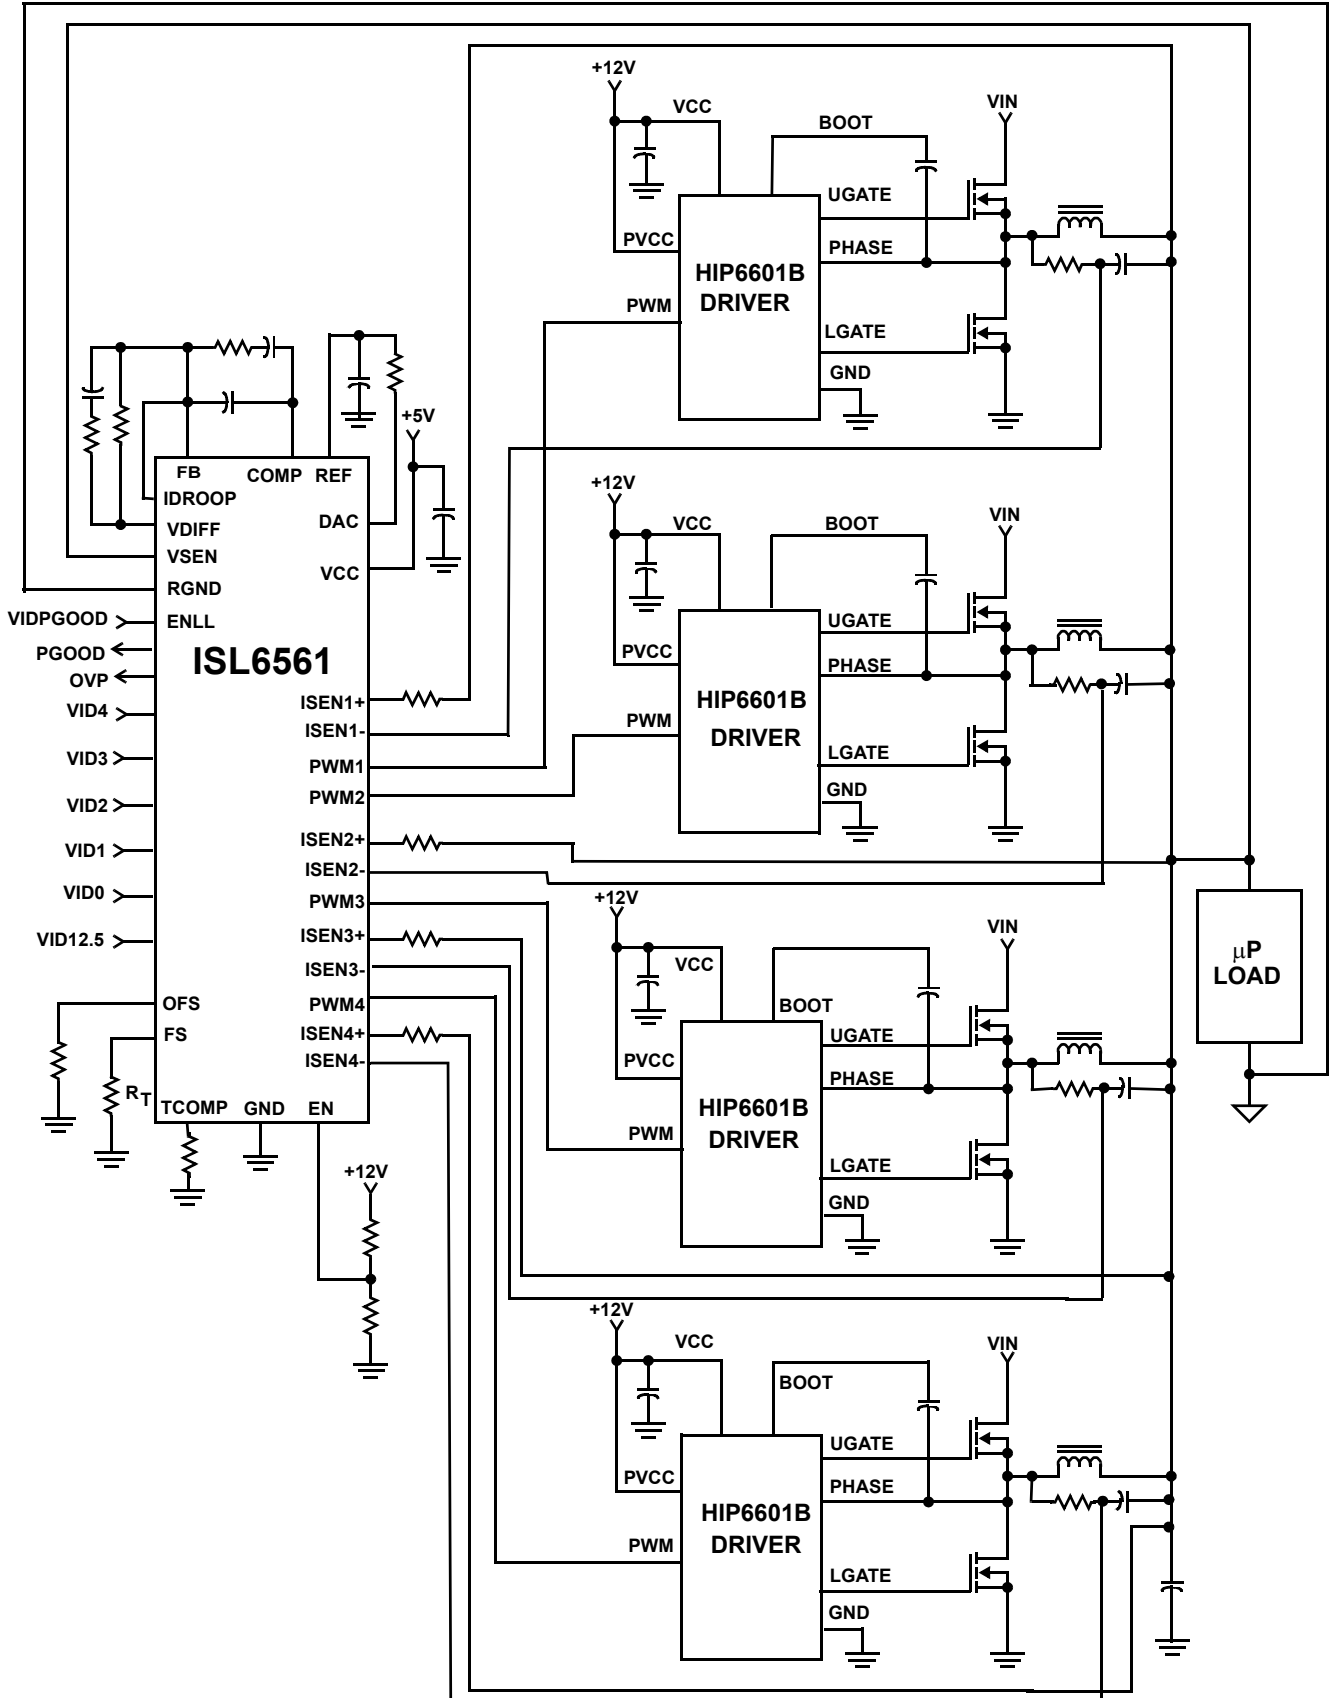 +12V
VCC
BOOT
VIN
UGATE
PVCC
PHASE
HIP6601B
DRIVER
PWM
LGATE
GND
+5V
FB
COMP
REF
IDROOP
DAC
VDIFF
VSEN
VCC
RGND
VIDPGOOD
ENLL
PGOOD
ISL6561
OVP
VID4
ISEN1+
ISEN1-
VID3
PWM1
VID2
PWM2
VID1
ISEN2+
ISEN2-
VID0
PWM3
VID12.5
ISEN3+
ISEN3-
OFS
PWM4
FS
ISEN4+
ISEN4-
RT
TCOMP
GND
EN
+12V
+12V
VCC
BOOT
VIN
UGATE
PVCC
PHASE
HIP6601B
DRIVER
PWM
LGATE
GND
+12V
VCC
BOOT
VIN
UGATE
PVCC
PHASE
HIP6601B
DRIVER
PWM
LGATE
GND
µP
LOAD
+12V
VCC
BOOT
VIN
UGATE
PVCC
PHASE
HIP6601B
DRIVER
PWM
LGATE
GND